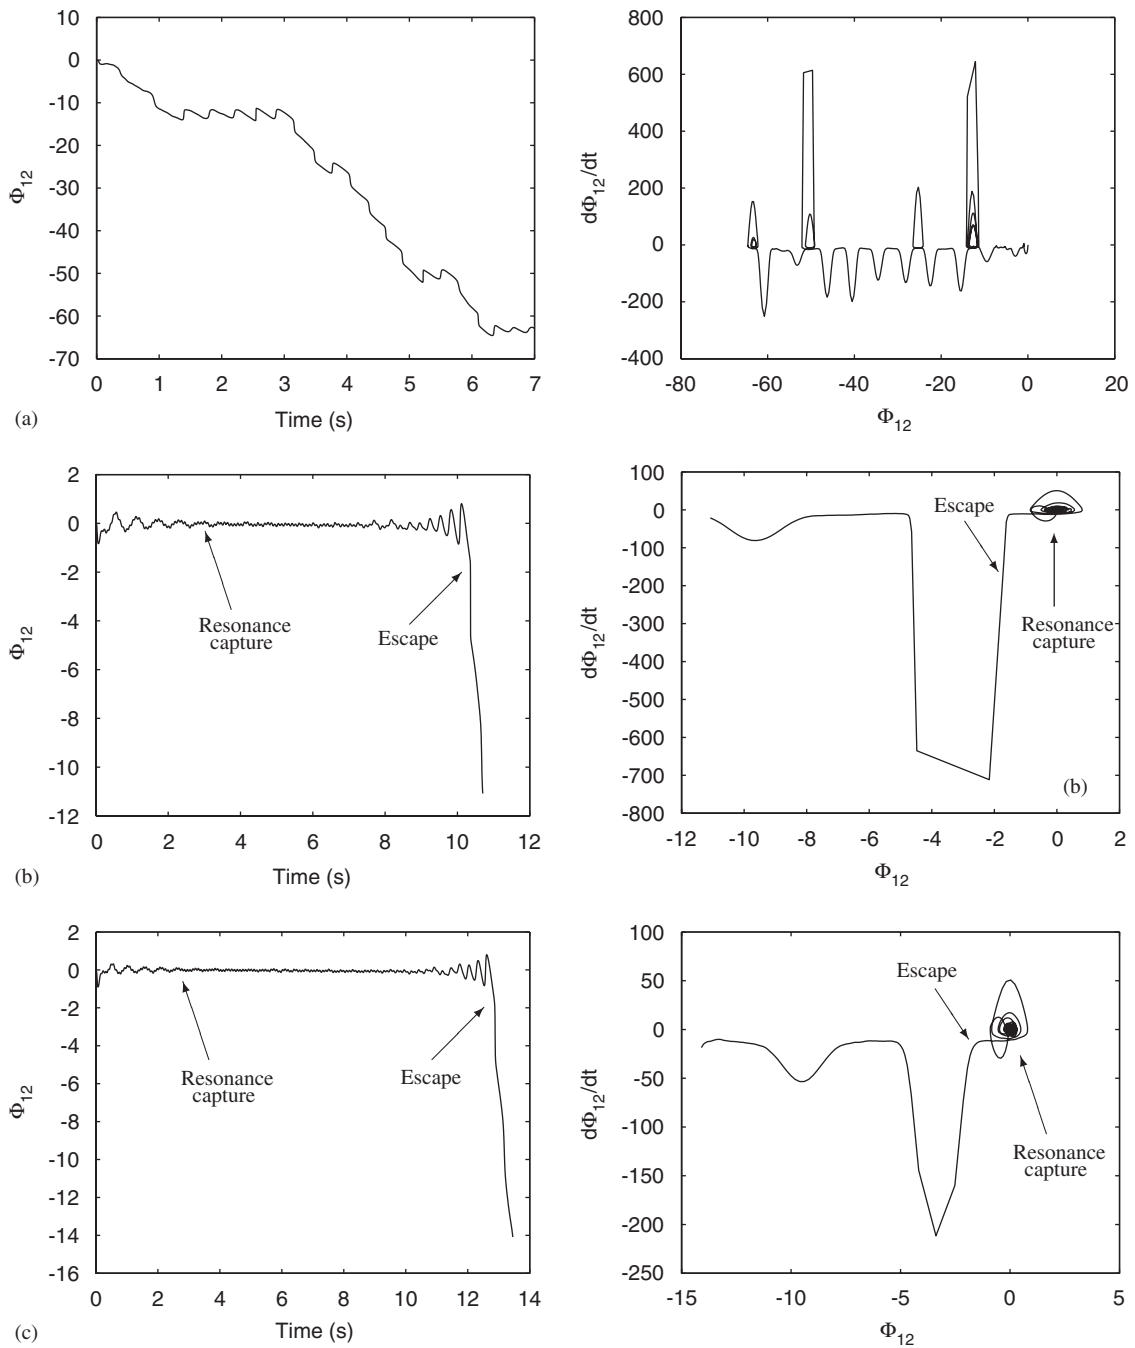 10
0
-10
-20
-30
-40
-50
-60
-70
0 1 2 3 4 5 6 7
Φ12
Time (s)
(a)
800
600
400
200
0
-200
-400
-80 -60 -40 -20 0 20
dΦ12/dt
Φ12
2
0
-2
-4
-6
-8
-10
-12
0 2 4 6 8 10 12
Φ12
Time (s)
Resonance
capture
Escape
(b)
100
0
-100
-200
-300
-400
-500
-600
-700
-800
-12 -10 -8 -6 -4 -2 0 2
dΦ12/dt
Φ12
Escape
Resonance
capture
(b)
2
0
-2
-4
-6
-8
-10
-12
-14
-16
0 2 4 6 8 10 12 14
Φ12
Time (s)
Resonance
capture
Escape
(c)
100
50
0
-50
-100
-150
-200
-250
-15 -10 -5 0 5
dΦ12/dt
Φ12
Escape
Resonance
capture